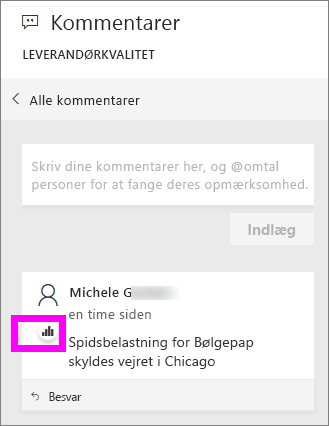 Kommentarer
LEVERANDØRKVALITET
Alle kommentarer
Skriv dine kommentarer her, og @omtal
personer for at fange deres opmærksomhed.
Indlæg
Michele
en time siden
Spidsbelastning for Bølgepap
skyldes vejret i Chicago
Besvar